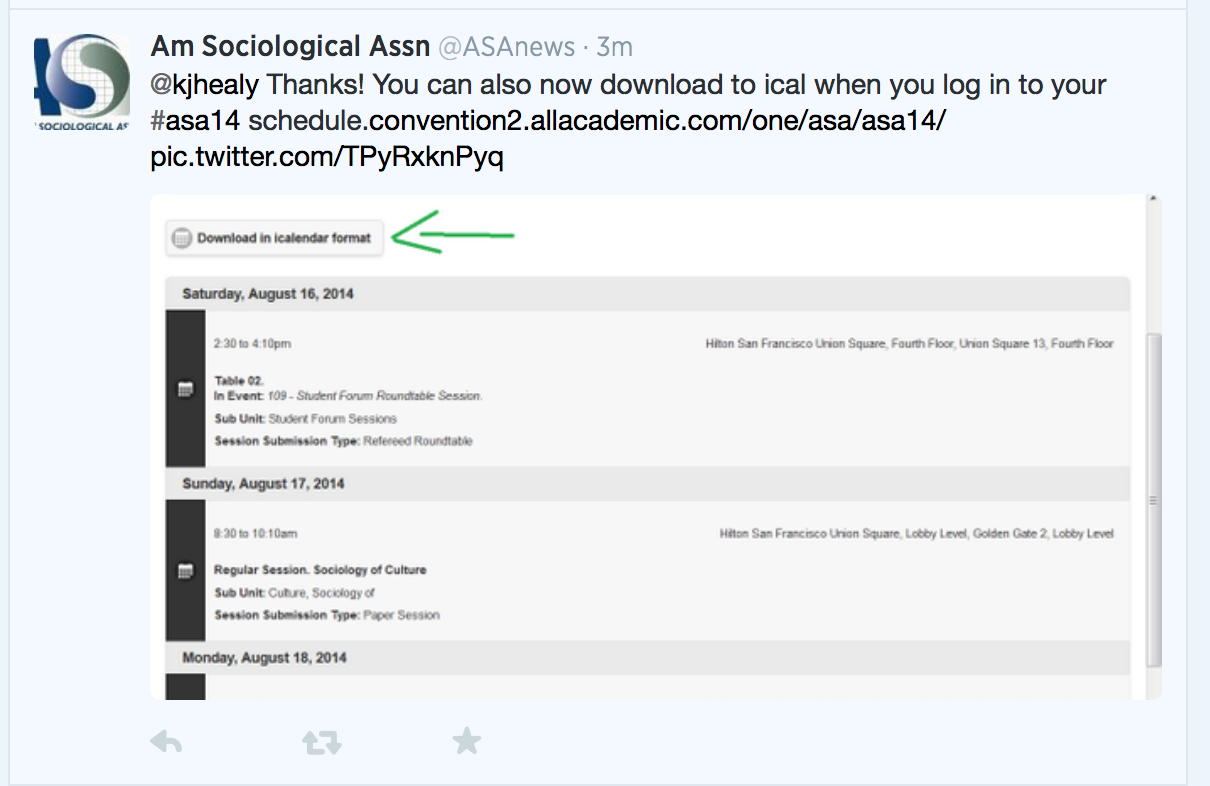 Am Sociological Assn @ASAnews · 3m
@kjhealy Thanks! You can also now download to ical when you log in to your
#asa14 schedule.convention2.allacademic.com/one/asa/asa14/
pic.twitter.com/TPyRxknPyq
SOCIOLOGICAL AS
Download in icalendar format
Saturday, August 16, 2014
2:30 to 4:10pm
Hilton San Francisco Union Square, Fourth Floor, Union Square 13, Fourth Floor
Table 02.
In Event: 109 - Student Forum Roundtable Session.
Sub Unit: Student Forum Sessions
Session Submission Type: Refereed Roundtable
Sunday, August 17, 2014
8:30 to 10:10am
Hilton San Francisco Union Square, Lobby Level, Golden Gate 2, Lobby Level
Regular Session. Sociology of Culture
Sub Unit: Culture, Sociology of
Session Submission Type: Paper Session
Monday, August 18, 2014